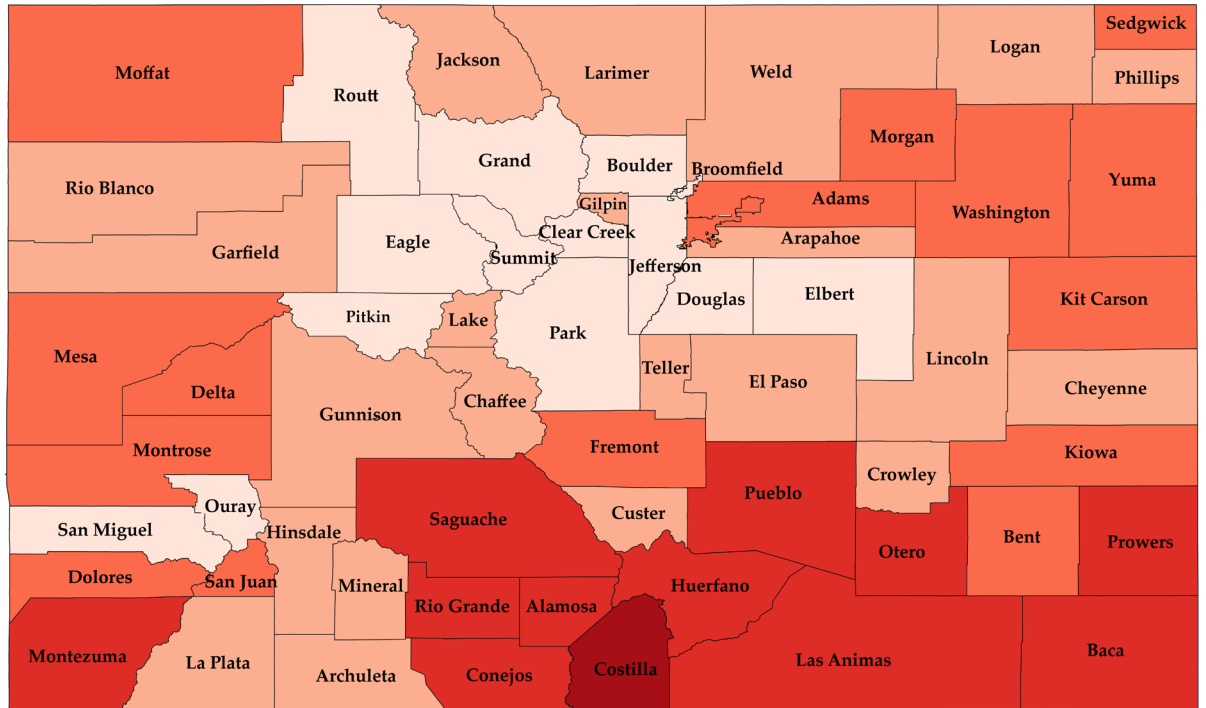 Sedgwick
Moffat
Jackson
Larimer
Weld
Logan
Phillips
Routt
Morgan
Grand
Boulder
Broomfield
Yuma
Rio Blanco
Gilpin
Adams
Washington
Clear Creek
Eagle
Garfield
Arapahoe
Summit
Jefferson
Douglas
Elbert
Kit Carson
Pitkin
Lake
Park
Mesa
Teller
El Paso
Lincoln
Cheyenne
Delta
Gunnison
Chaffee
Montrose
Fremont
Kiowa
Crowley
Pueblo
Ouray
Saguache
Custer
San Miguel
Hinsdale
Otero
Bent
Prowers
Dolores
San Juan
Mineral
Huerfano
Rio Grande
Alamosa
Montezuma
La Plata
Archuleta
Conejos
Costilla
Las Animas
Baca